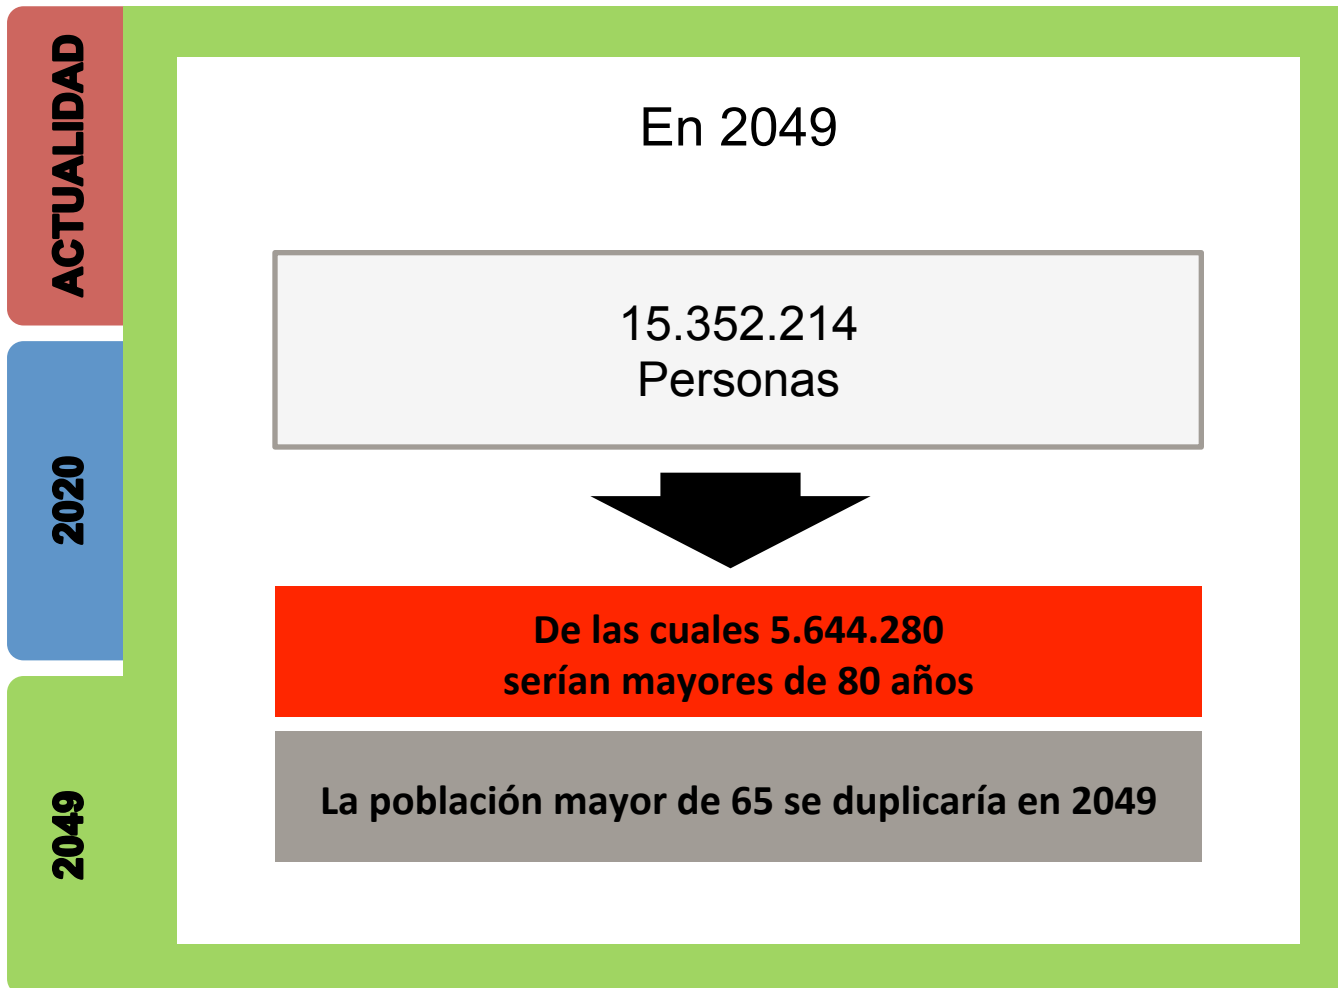 ACTUALIDAD
2020
2049
En 2049
15.352.214
Personas
De las cuales 5.644.280
serían mayores de 80 años
La población mayor de 65 se duplicaría en 2049